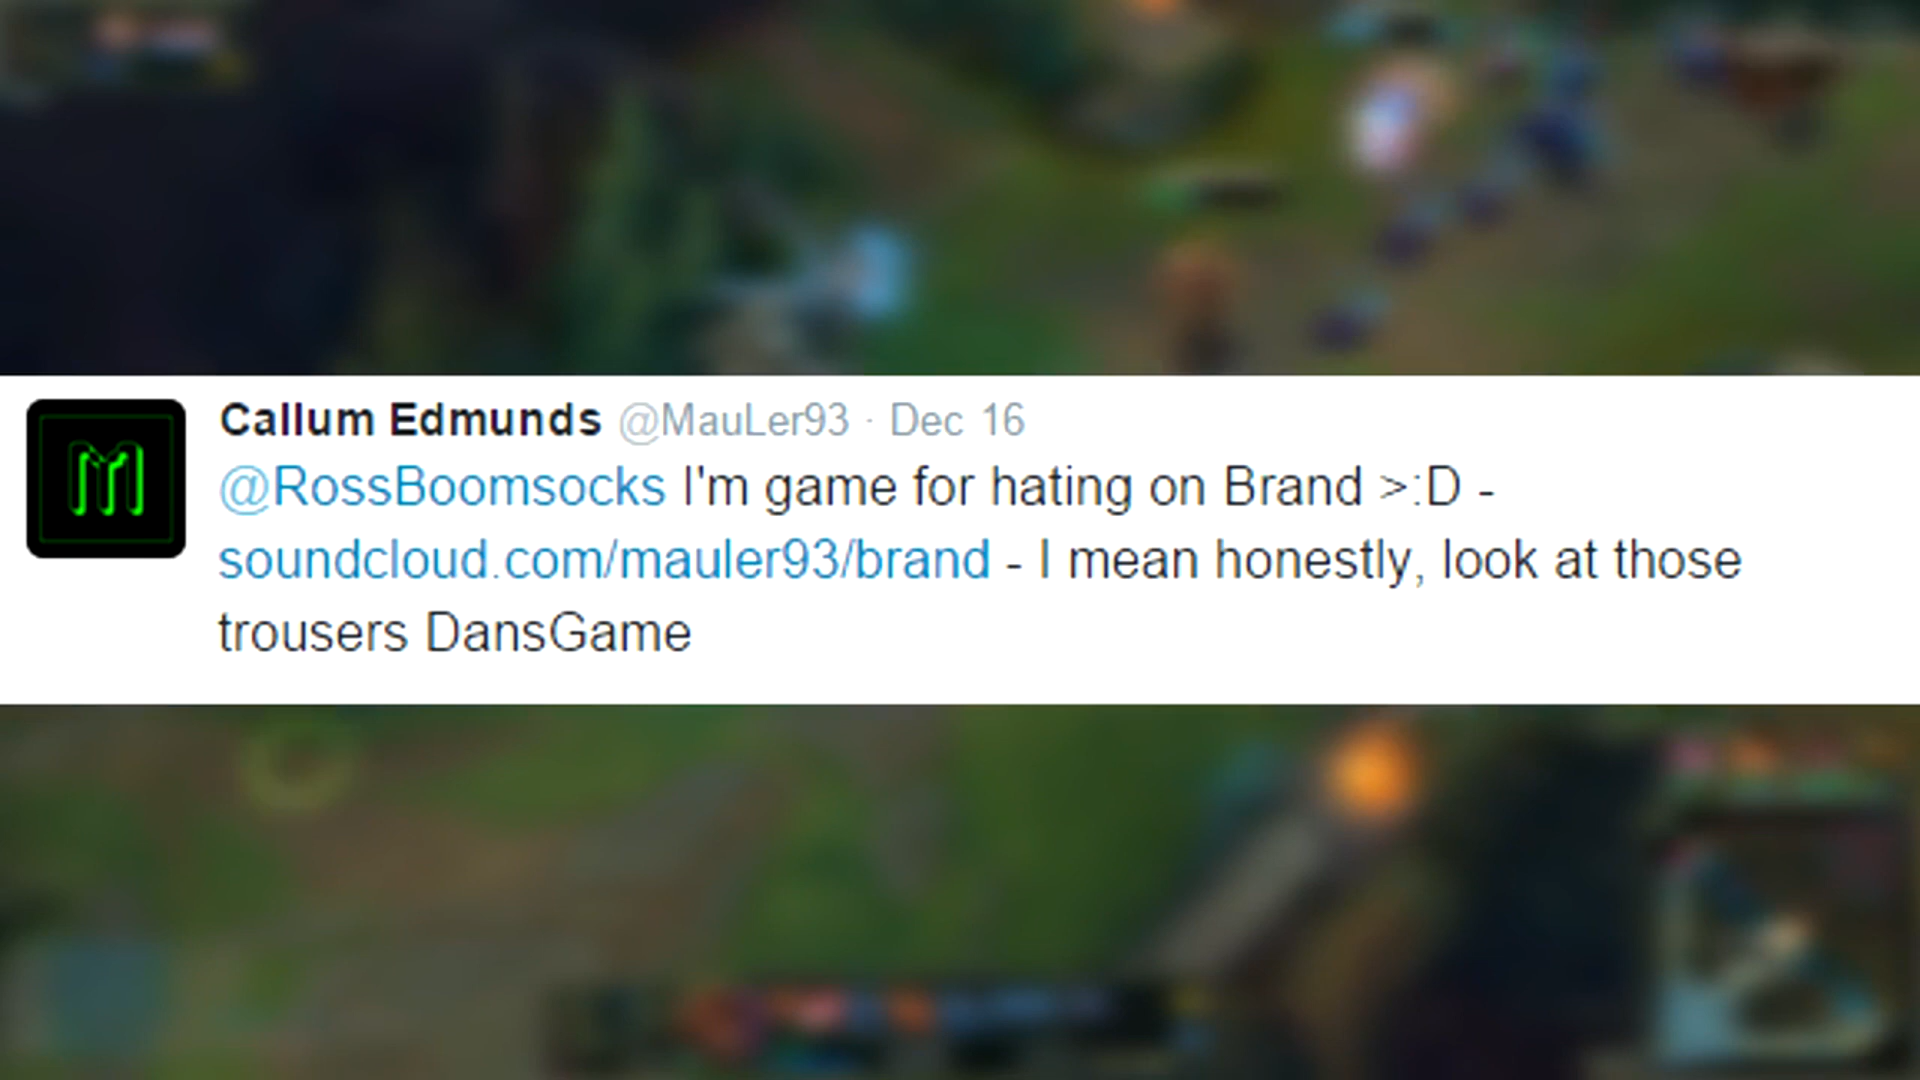 Callum Edmunds @MauLer93 · Dec 16
@RossBoomsocks I'm game for hating on Brand >:D -
soundcloud.com/mauler93/brand - I mean honestly, look at those
trousers DansGame